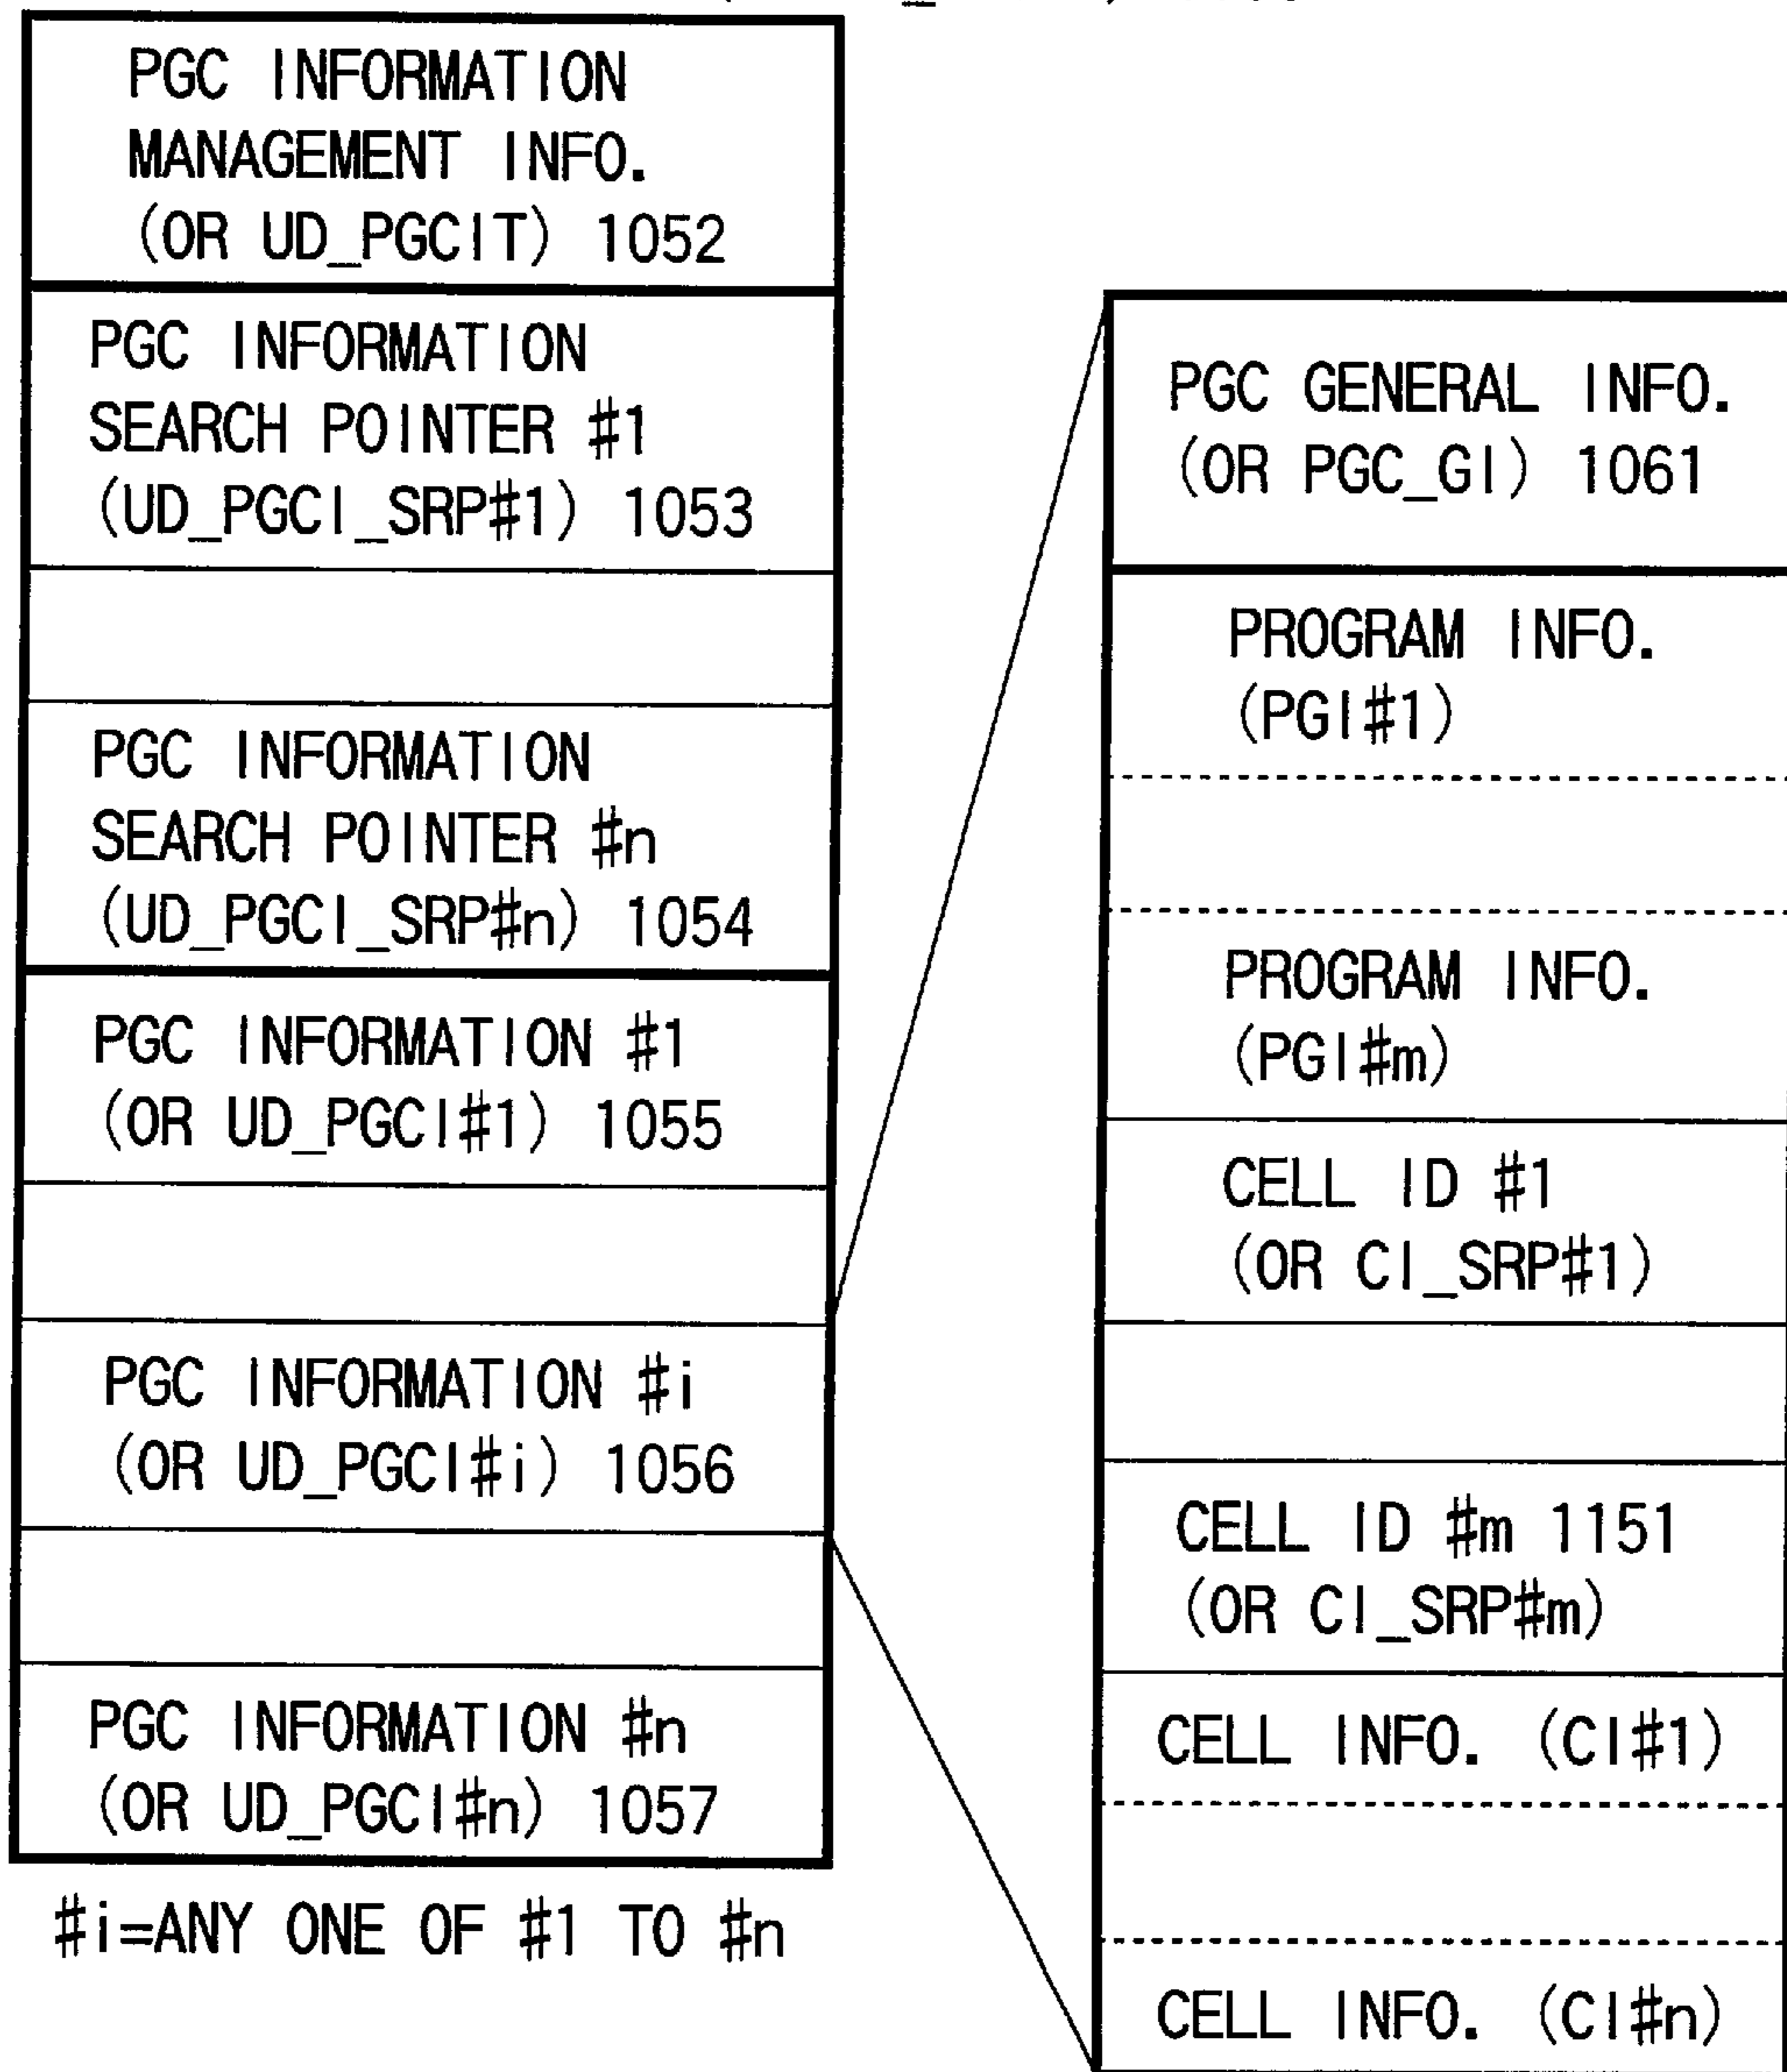 PGC INFORMATION
MANAGEMENT INFO.
(OR UD_PGCIT) 1052
PGC INFORMATION
SEARCH POINTER #1
(UD_PGCI_SRP#1) 1053
PGC INFORMATION
SEARCH POINTER #n
(UD_PGCI_SRP#n) 1054
PGC INFORMATION #1
(OR UD_PGCI#1) 1055
PGC INFORMATION #i
(OR UD_PGCI#i) 1056
PGC INFORMATION #n
(OR UD_PGCI#n) 1057
#i=ANY ONE OF #1 TO #n
PGC GENERAL INFO.
(OR PGC_GI) 1061
PROGRAM INFO.
(PGI#1)
PROGRAM INFO.
(PGI#m)
CELL ID #1
(OR CI_SRP#1)
CELL ID #m 1151
(OR CI_SRP#m)
CELL INFO. (CI#1)
CELL INFO. (CI#n)